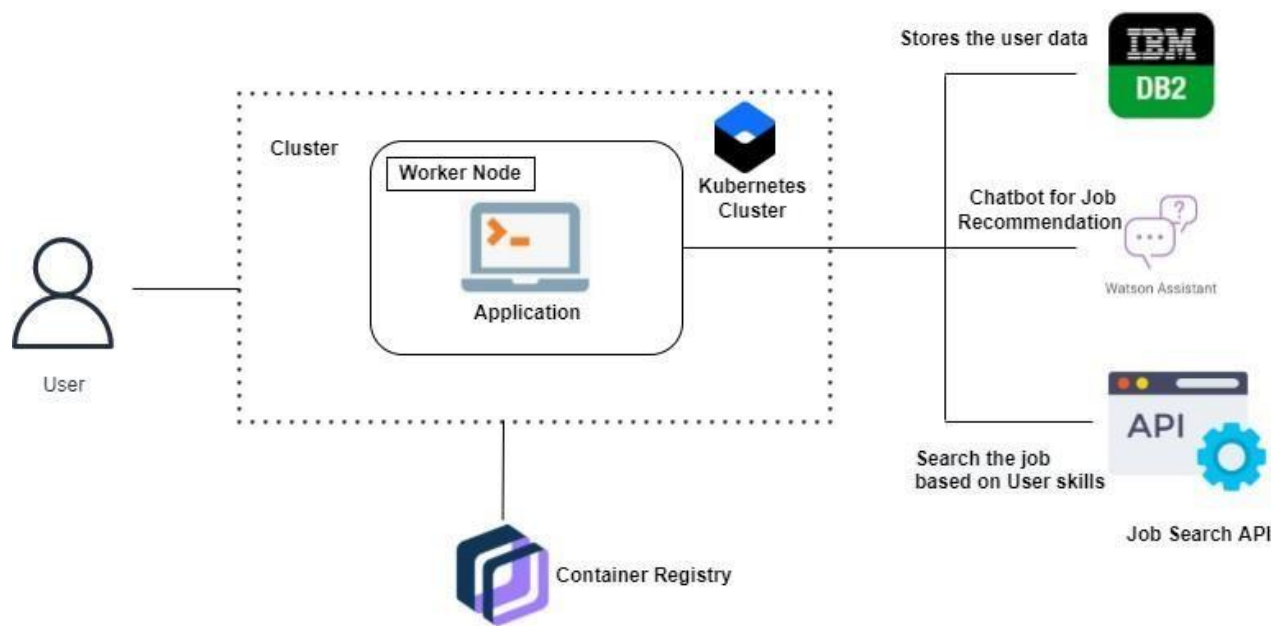 Stores the user data
IBM
DB2
Cluster
Worker Node
Kubernetes
Cluster
Application
Chatbot for Job
Recommendation
?
Watson Assistant
User
API
Search the job
based on User skills
Job Search API
Container Registry